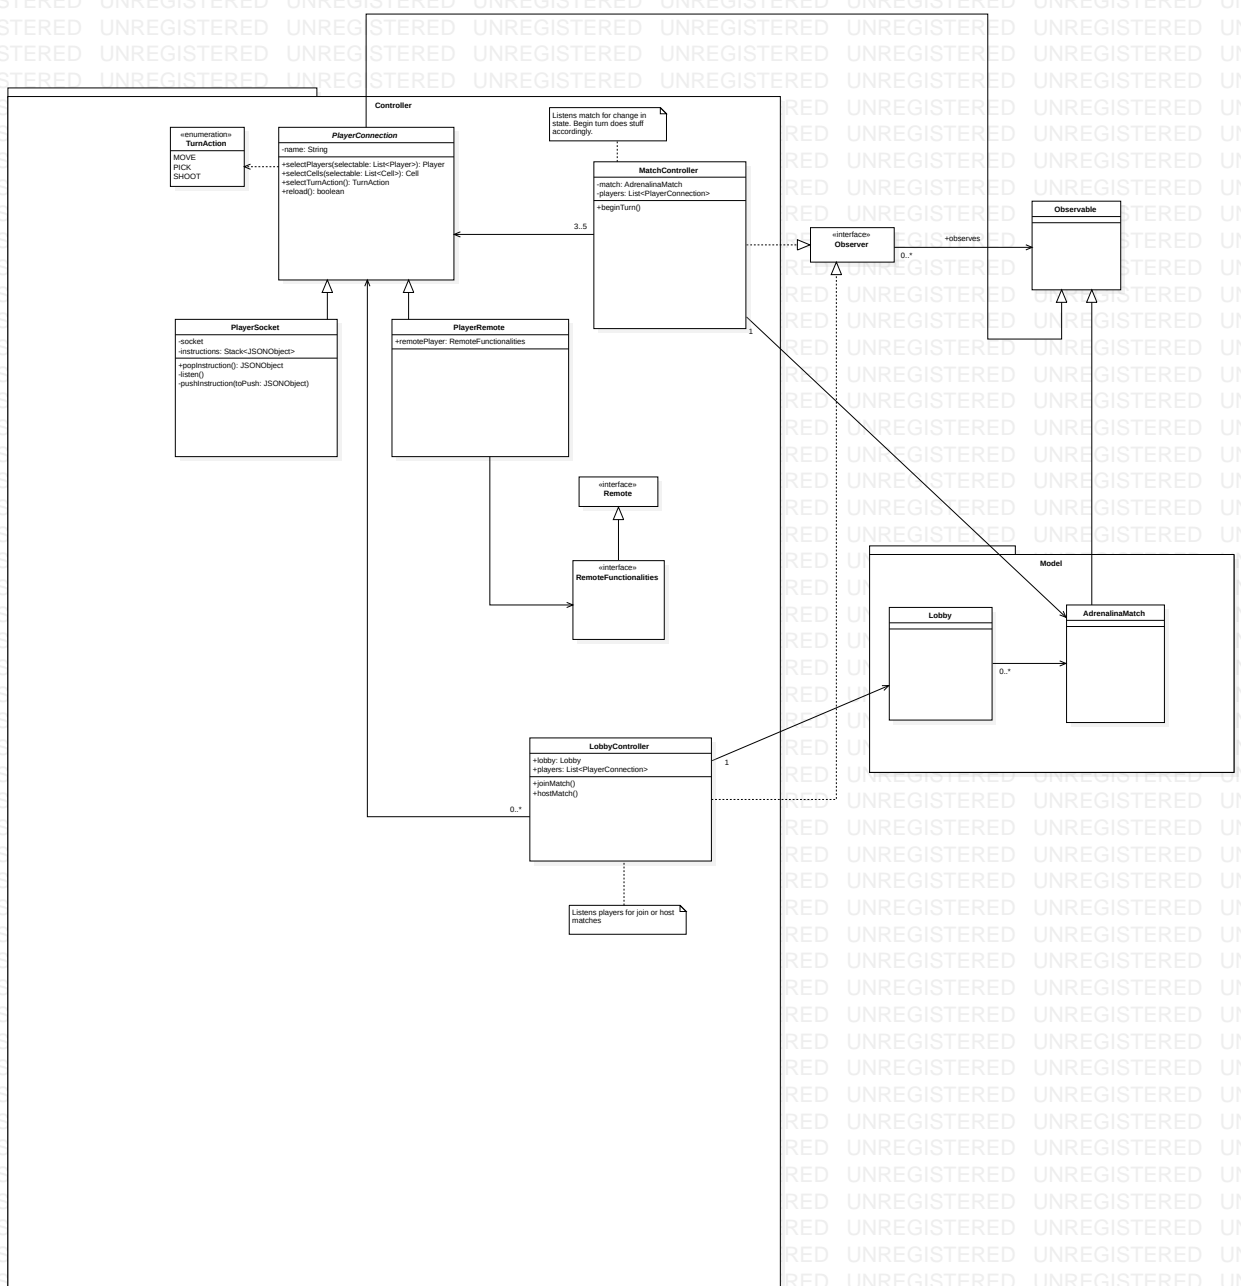 Controller
«enumeration»
TurnAction
MOVE
PICK
SHOOT
PlayerConnection
-name: String
+selectPlayers(selectable: List<Player>): Player
+selectCells(selectable: List<Cell>): Cell
+selectTurnAction(): TurnAction
+reload(): boolean
Listens match for change in
state. Begin turn does stuff
accordingly.
MatchController
-match: AdrenalinaMatch
-players: List<PlayerConnection>
+beginTurn()
3..5
1
«interface»
Observer
+observes
0..*
Observable
PlayerSocket
-socket
-instructions: Stack<JSONObject>
+popInstruction(): JSONObject
-listen()
-pushInstruction(toPush: JSONObject)
PlayerRemote
+remotePlayer: RemoteFunctionalities
«interface»
Remote
«interface»
RemoteFunctionalities
Model
Lobby
0..*
AdrenalinaMatch
LobbyController
+lobby: Lobby
+players: List<PlayerConnection>
+joinMatch()
+hostMatch()
1
0..*
Listens players for join or host
matches
UNREGISTERED